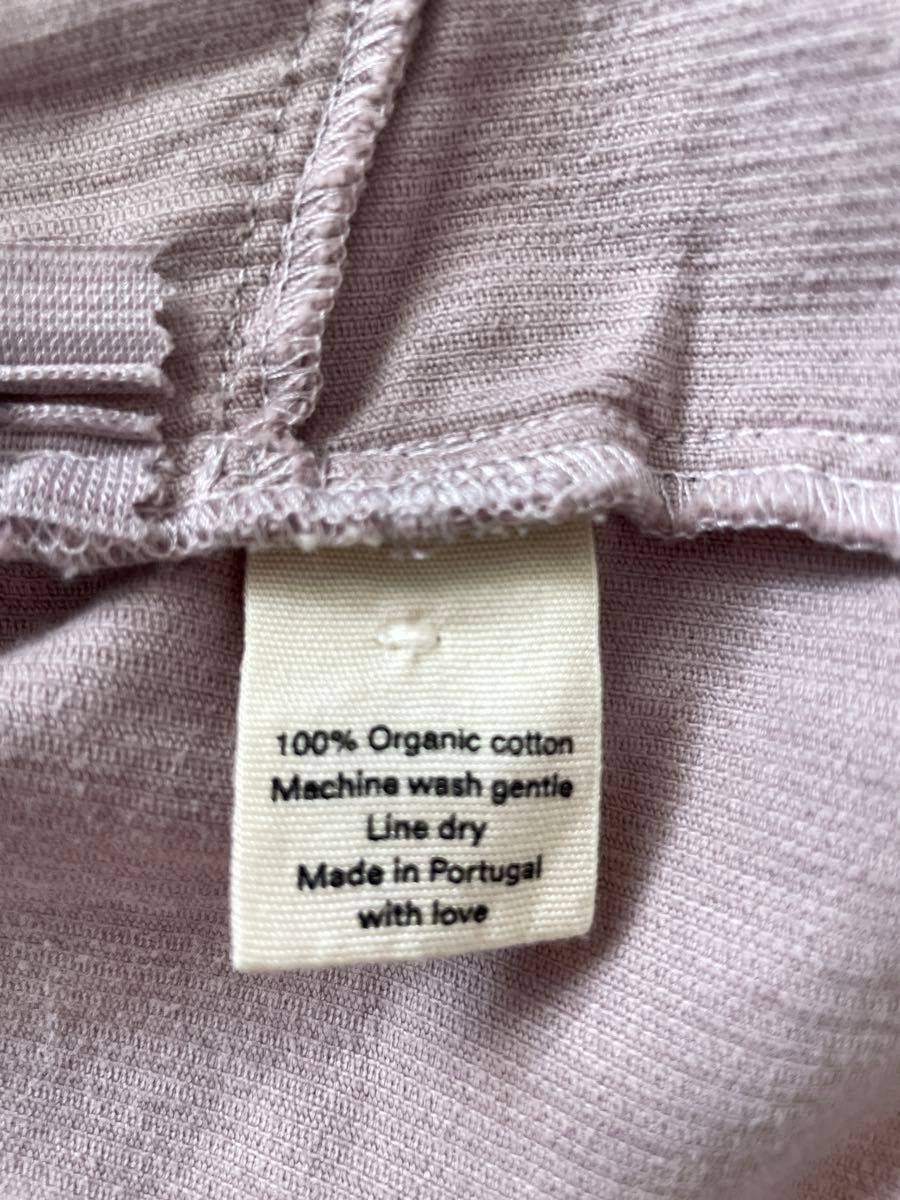 100% Organic cotton
Machine wash gentle
Line dry
Made in Portugal
with love